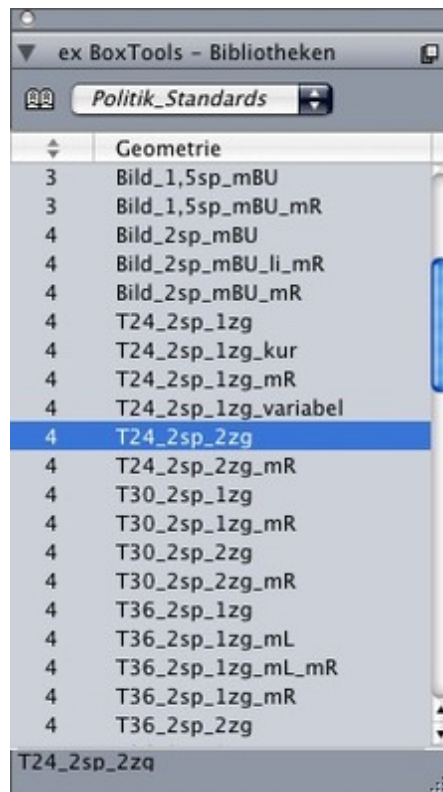 ex BoxTools – Bibliotheken
Politik_Standards
Geometrie
3 Bild_1,5sp_mBU
3 Bild_1,5sp_mBU_mR
4 Bild_2sp_mBU
4 Bild_2sp_mBU_li_mR
4 Bild_2sp_mBU_mR
4 T24_2sp_1zg
4 T24_2sp_1zg_kur
4 T24_2sp_1zg_mR
4 T24_2sp_1zg_variabel
4 T24_2sp_2zg
4 T24_2sp_2zg_mR
4 T30_2sp_1zg
4 T30_2sp_1zg_mR
4 T30_2sp_2zg
4 T30_2sp_2zg_mR
4 T36_2sp_1zg
4 T36_2sp_1zg_mL
4 T36_2sp_1zg_mL_mR
4 T36_2sp_1zg_mR
4 T36_2sp_2zg
T24_2sp_2zg